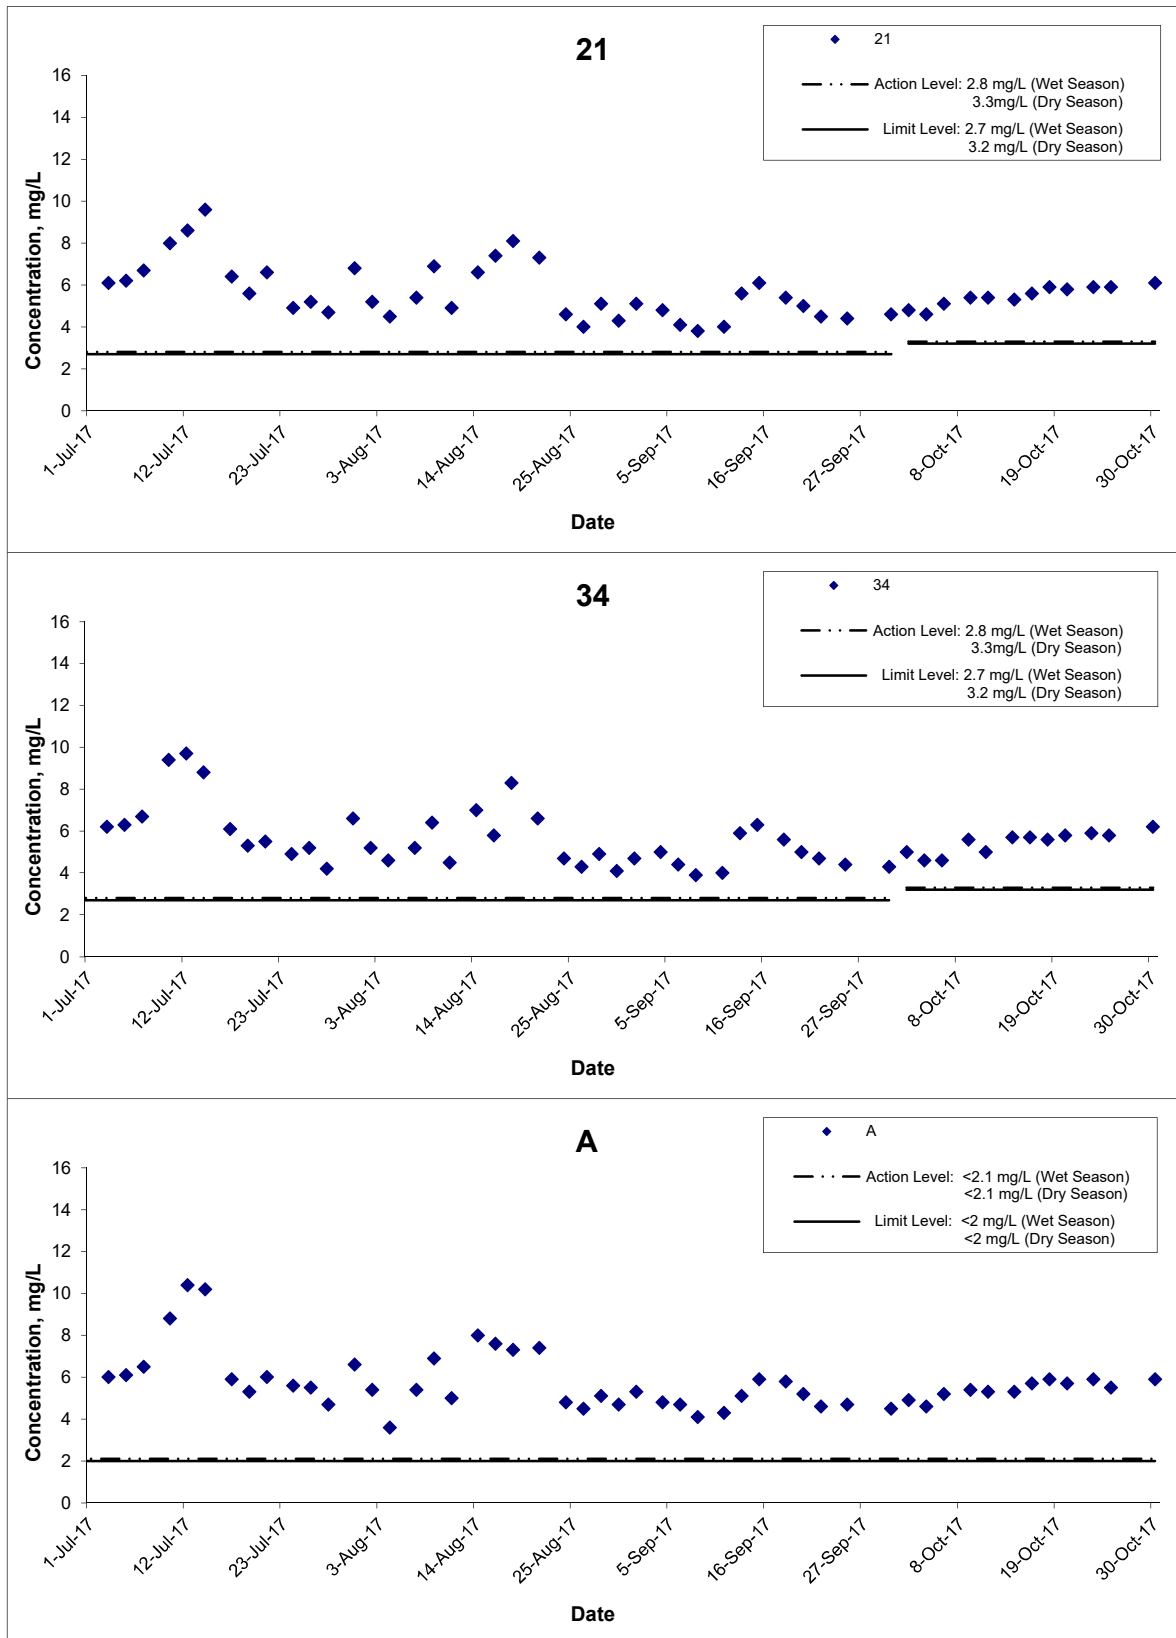 21
21
Action Level: 2.8 mg/L (Wet Season)
3.3mg/L (Dry Season)
Limit Level: 2.7 mg/L (Wet Season)
3.2 mg/L (Dry Season)
Concentration, mg/L
16
14
12
10
8
6
4
2
0
1-Jul-17
12-Jul-17
23-Jul-17
3-Aug-17
14-Aug-17
25-Aug-17
5-Sep-17
16-Sep-17
27-Sep-17
8-Oct-17
19-Oct-17
30-Oct-17
Date
34
34
Action Level: 2.8 mg/L (Wet Season)
3.3mg/L (Dry Season)
Limit Level: 2.7 mg/L (Wet Season)
3.2 mg/L (Dry Season)
Concentration, mg/L
16
14
12
10
8
6
4
2
0
1-Jul-17
12-Jul-17
23-Jul-17
3-Aug-17
14-Aug-17
25-Aug-17
5-Sep-17
16-Sep-17
27-Sep-17
8-Oct-17
19-Oct-17
30-Oct-17
Date
A
A
Action Level: <2.1 mg/L (Wet Season)
<2.1 mg/L (Dry Season)
Limit Level: <2 mg/L (Wet Season)
<2 mg/L (Dry Season)
Concentration, mg/L
16
14
12
10
8
6
4
2
0
1-Jul-17
12-Jul-17
23-Jul-17
3-Aug-17
14-Aug-17
25-Aug-17
5-Sep-17
16-Sep-17
27-Sep-17
8-Oct-17
19-Oct-17
30-Oct-17
Date